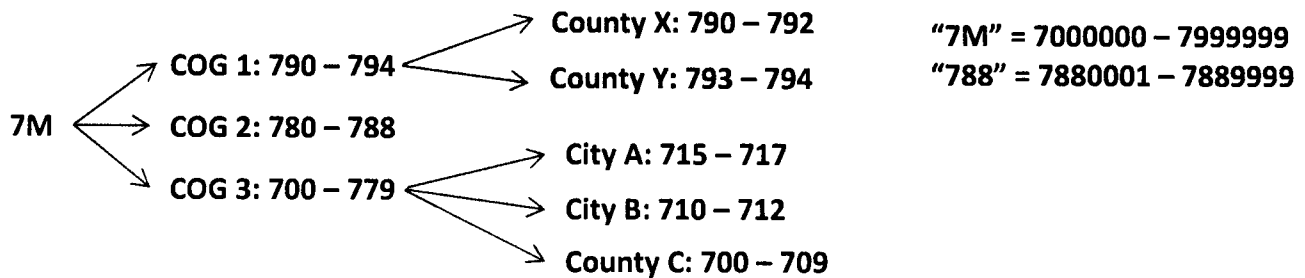 7M
COG 1: 790 – 794
COG 2: 780 – 788
COG 3: 700 – 779
County X: 790 – 792
County Y: 793 – 794
City A: 715 – 717
City B: 710 – 712
County C: 700 – 709
“7M” = 7000000 – 7999999
“788” = 7880001 – 7889999